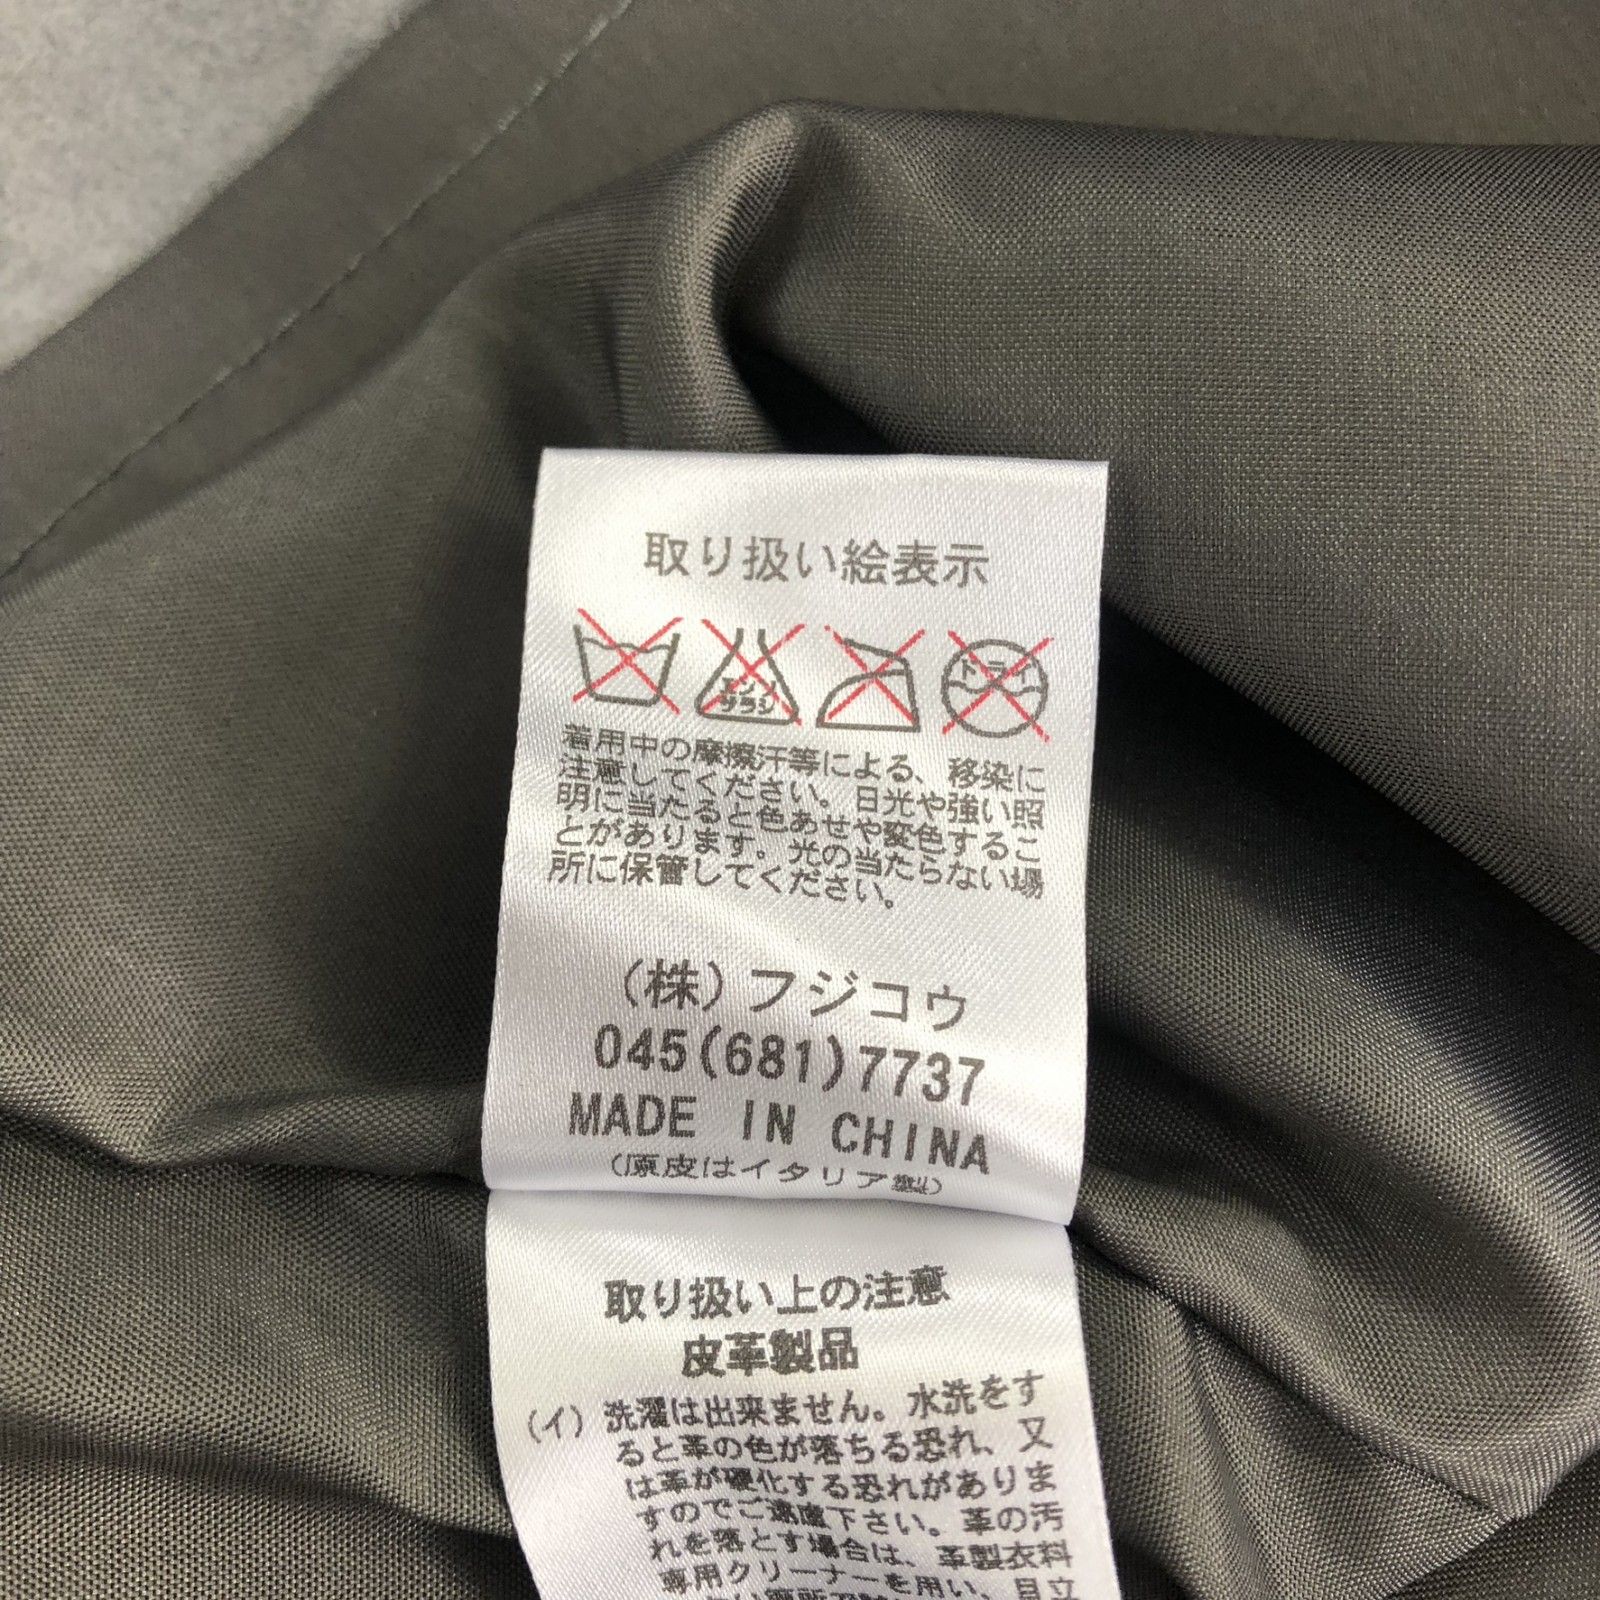 取り扱い絵表示
エンソ
サラシ
ドライ
着用中の摩擦汗等による、移染に
注意してください。日光や強い照
明に当たると色あせや変色するこ
とがあります。光の当たらない場
所に保管してください。
(株)フジコウ
045(681)7737
MADE IN CHINA
(原皮はイタリア製)
取り扱い上の注意
皮革製品
(イ) 洗濯は出来ません。水洗をす
ると革の色が落ちる恐れ、又
は革が硬化する恐れがありま
すのでご遠慮下さい。革の汚
れを落とす場合は、革製衣料
専用クリーナーを用い、目立